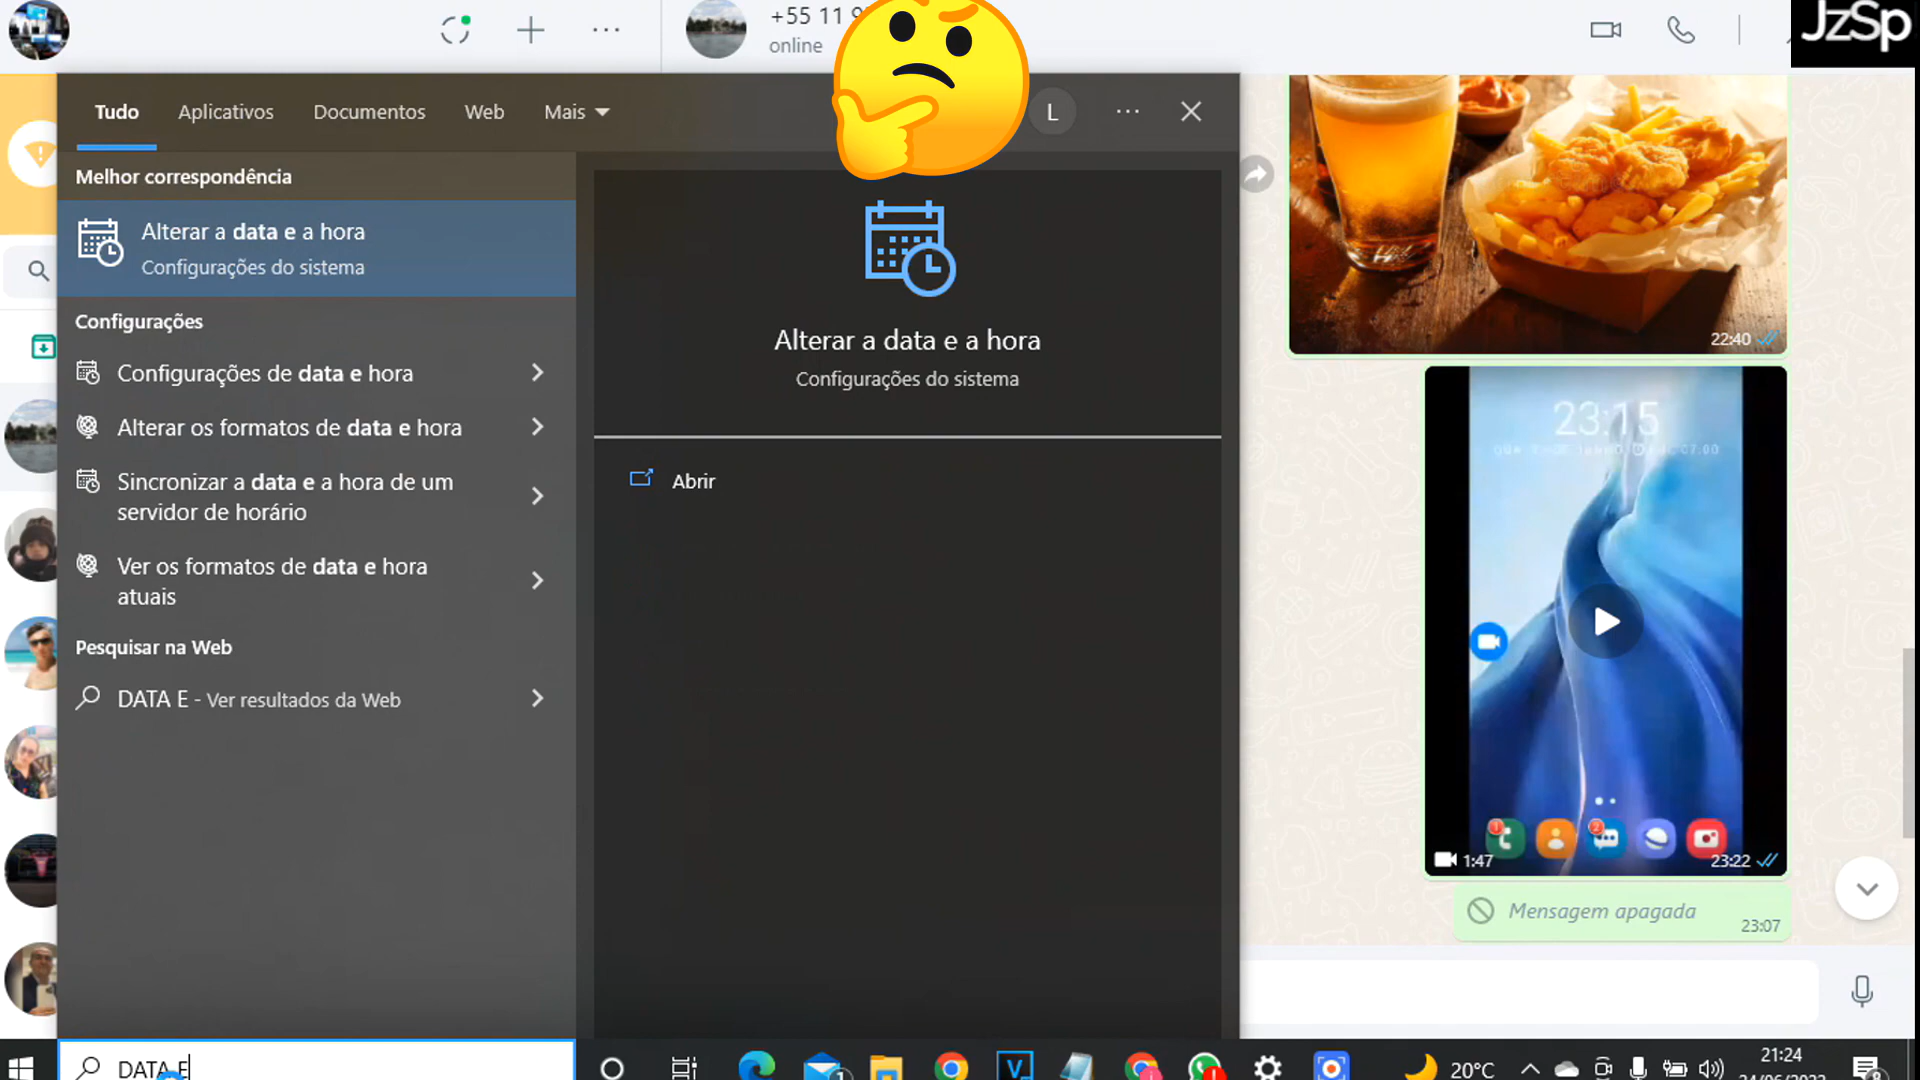 +55 11 9
online
JzSp
Tudo Aplicativos Documentos Web Mais
L
Melhor correspondência
Alterar a data e a hora
Configurações do sistema
Configurações
Configurações de data e hora
Alterar os formatos de data e hora
Sincronizar a data e a hora de um
servidor de horário
Ver os formatos de data e hora
atuais
Pesquisar na Web
DATA E - Ver resultados da Web
Alterar a data e a hora
Configurações do sistema
Abrir
22:40
23:15
1:47
23:22
Mensagem apagada
23:07
DATA E
20°C
21:24